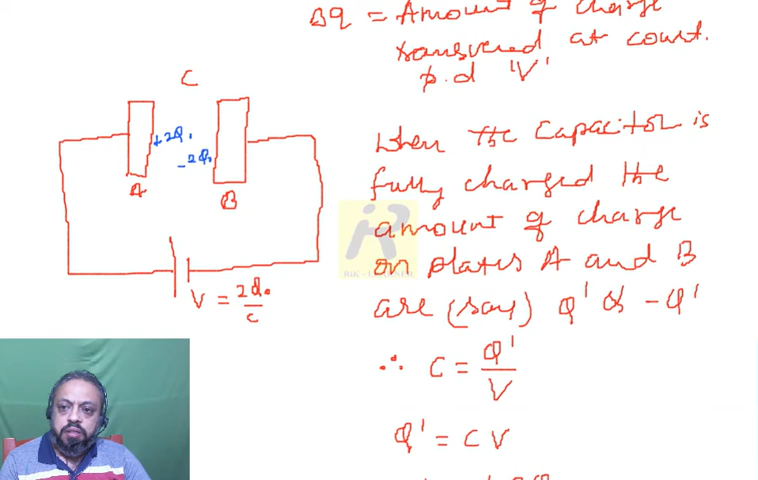 Δq = Amount of charge
transvered at const.
p.d 'V'
C
+2Q₀
-2Q₀
A
B
V = 2Q₀/C
When the capacitor is
fully charged the
amount of charge
on plates A and B
are (say) Q' & -Q'
∴ C = Q'/V
Q' = CV